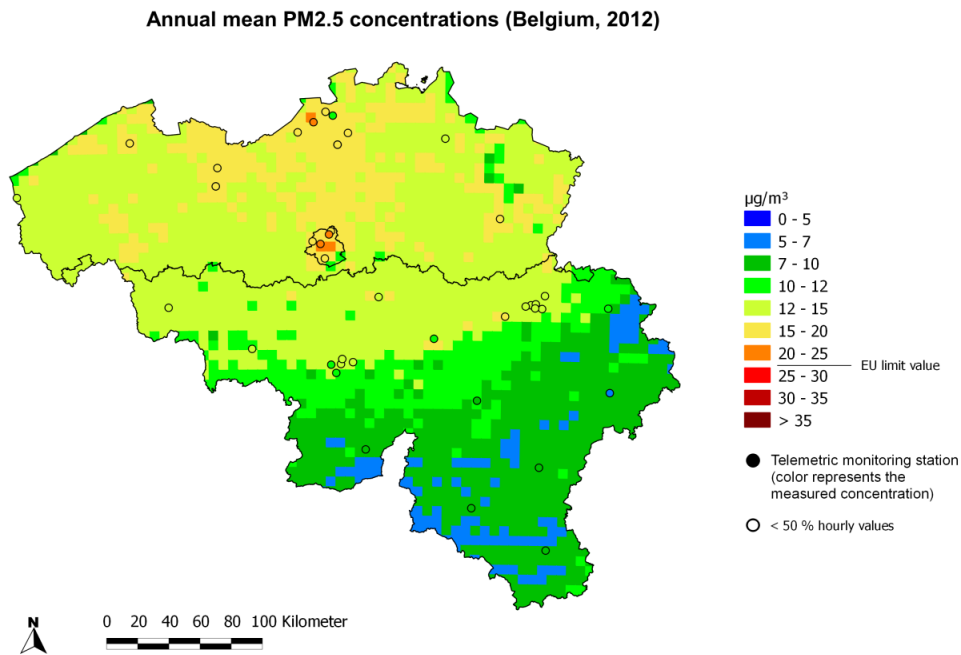 Annual mean PM2.5 concentrations (Belgium, 2012)
µg/m³
0 - 5
5 - 7
7 - 10
10 - 12
12 - 15
15 - 20
20 - 25
EU limit value
25 - 30
30 - 35
> 35
Telemetric monitoring station
(color represents the
measured concentration)
< 50 % hourly values
N
0 20 40 60 80 100 Kilometer